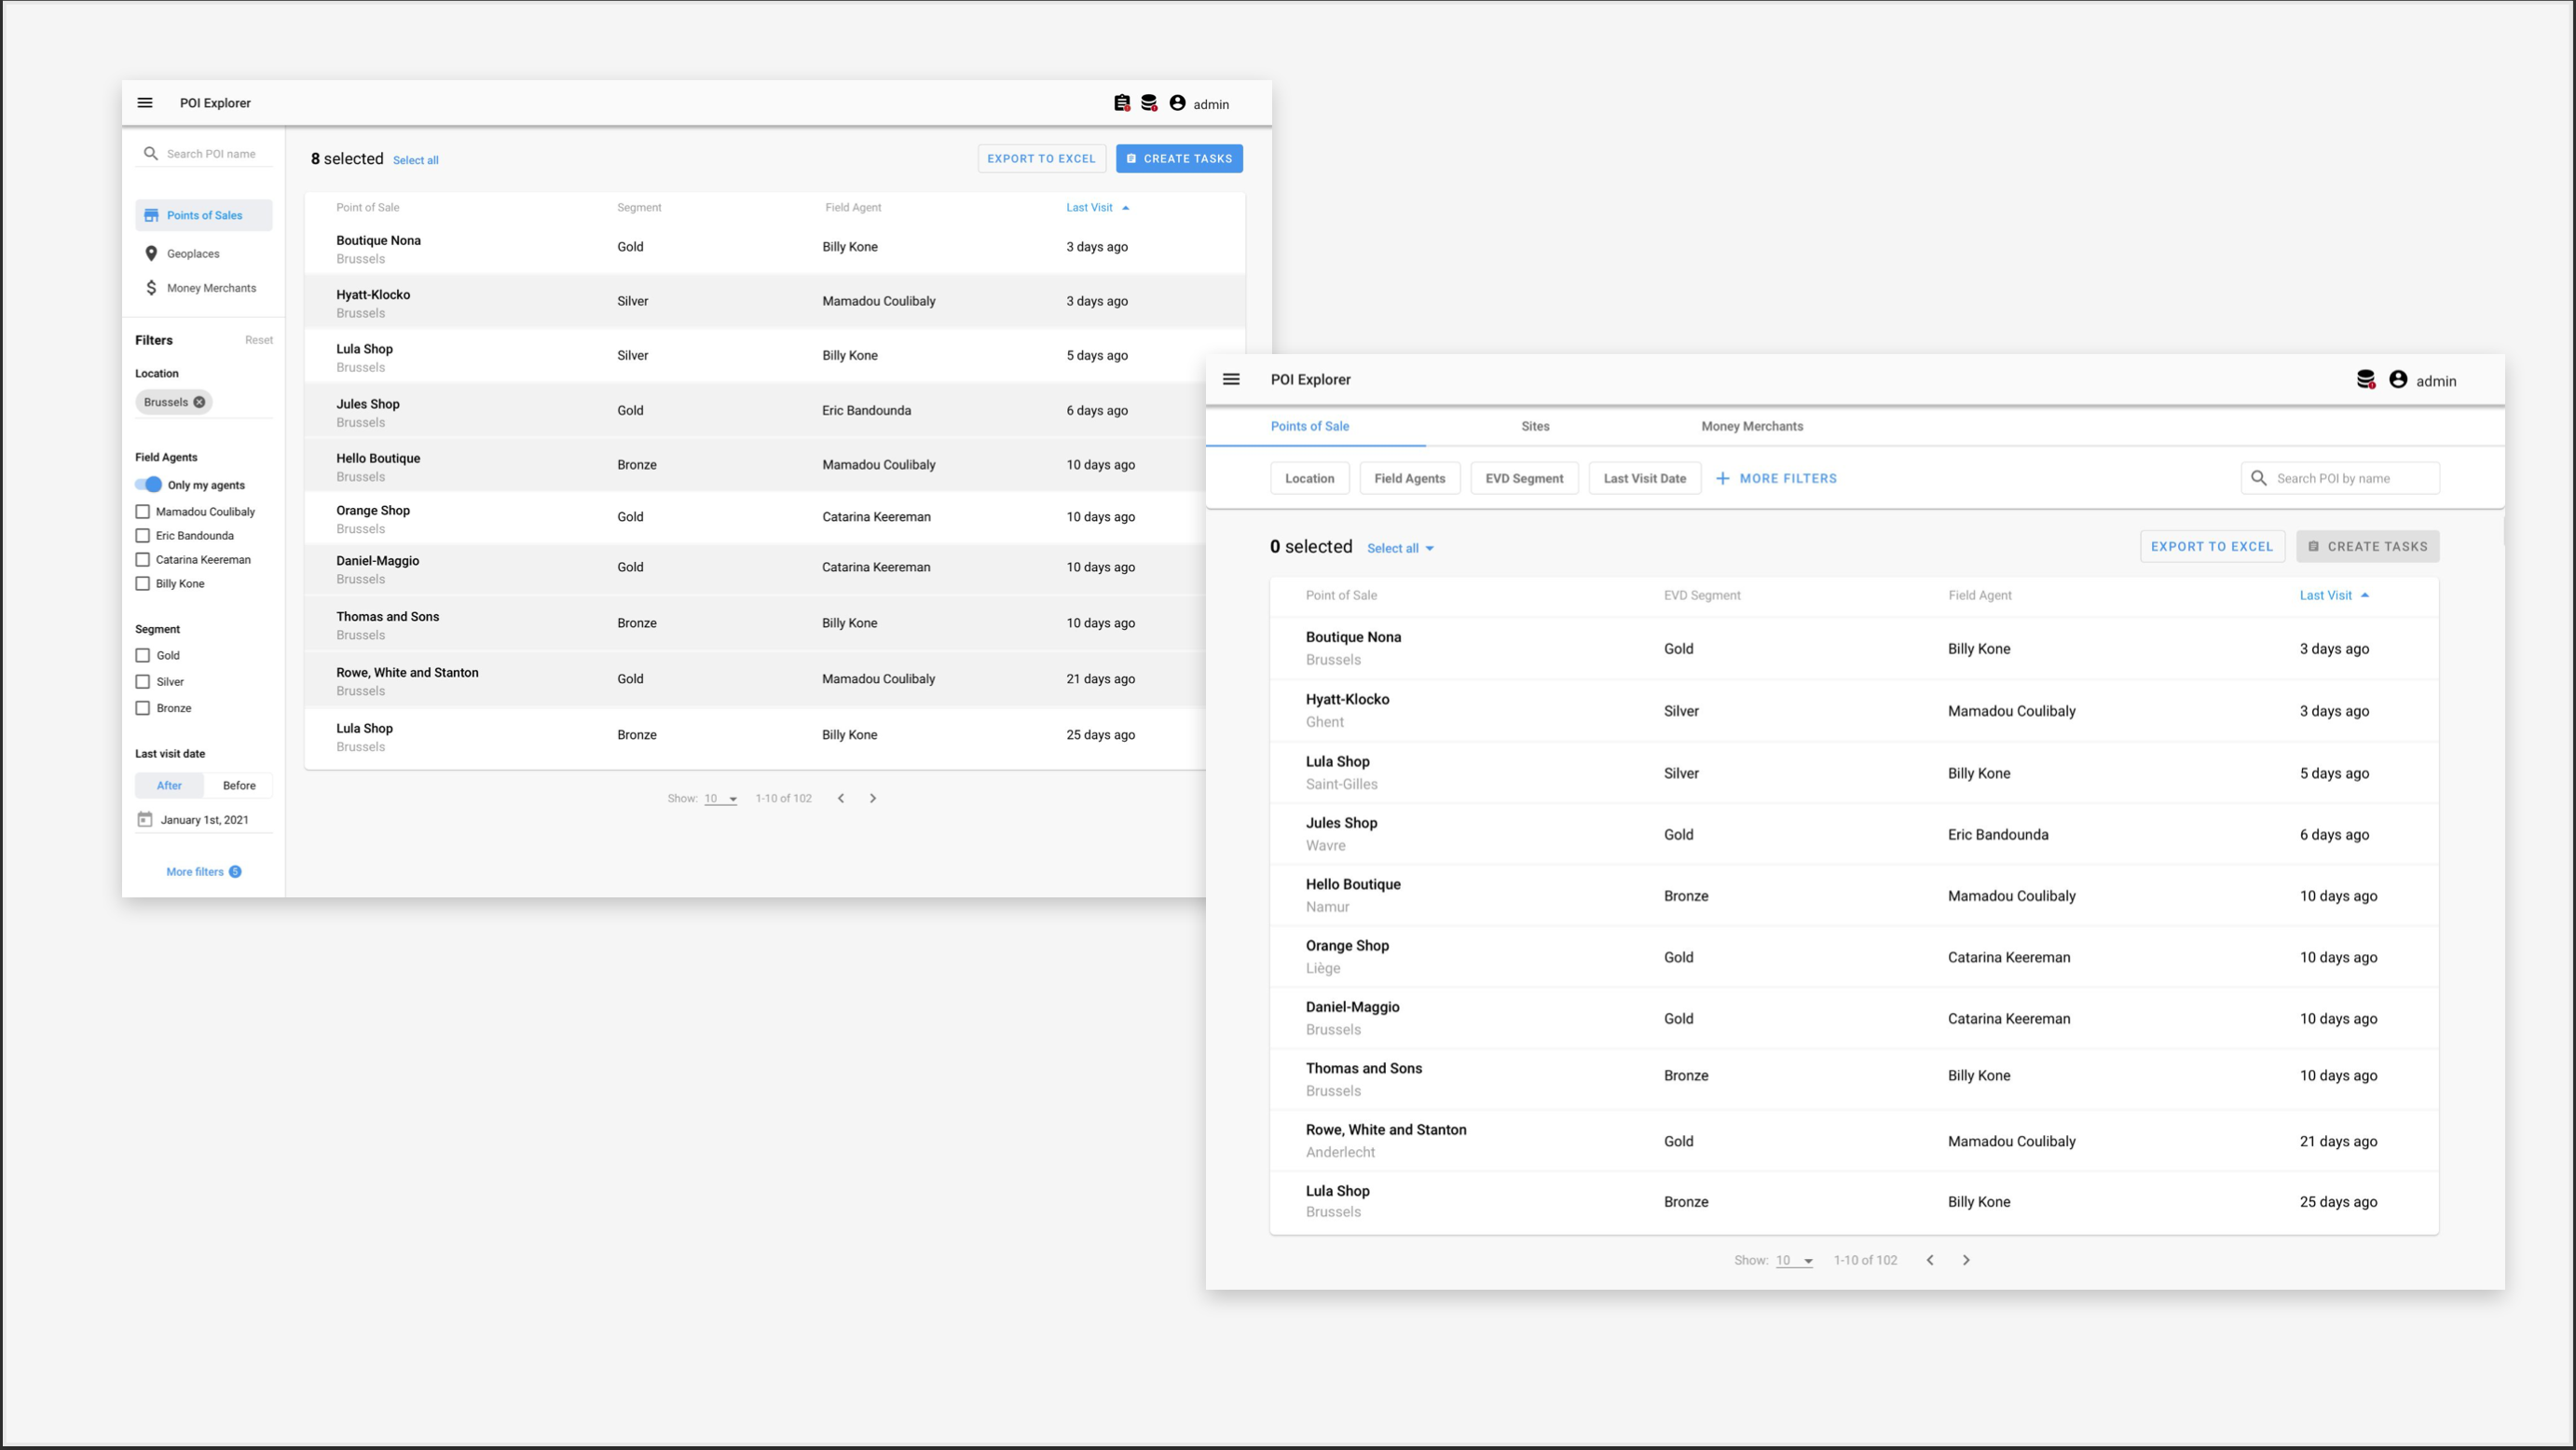 POI Explorer
admin
Search POI name
Points of Sales
Geoplaces
Money Merchants
Filters Reset
Location
Brussels
Field Agents
Only my agents
Mamadou Coulibaly
Eric Bandounda
Catarina Keereman
Billy Kone
Segment
Gold
Silver
Bronze
Last visit date
After Before
January 1st, 2021
More filters 5
8 selected Select all EXPORT TO EXCEL CREATE TASKS
Point of Sale Segment Field Agent Last Visit
Boutique Nona Gold Billy Kone 3 days ago
Brussels
Hyatt-Klocko Silver Mamadou Coulibaly 3 days ago
Brussels
Lula Shop Silver Billy Kone 5 days ago
Brussels
Jules Shop Gold Eric Bandounda 6 days ago
Brussels
Hello Boutique Bronze Mamadou Coulibaly 10 days ago
Brussels
Orange Shop Gold Catarina Keereman 10 days ago
Brussels
Daniel-Maggio Gold Catarina Keereman 10 days ago
Brussels
Thomas and Sons Bronze Billy Kone 10 days ago
Brussels
Rowe, White and Stanton Gold Mamadou Coulibaly 21 days ago
Brussels
Lula Shop Bronze Billy Kone 25 days ago
Brussels
Show: 10 1-10 of 102
POI Explorer
admin
Points of Sale Sites Money Merchants
Location Field Agents EVD Segment Last Visit Date + MORE FILTERS Search POI by name
0 selected Select all EXPORT TO EXCEL CREATE TASKS
Point of Sale EVD Segment Field Agent Last Visit
Boutique Nona Gold Billy Kone 3 days ago
Brussels
Hyatt-Klocko Silver Mamadou Coulibaly 3 days ago
Ghent
Lula Shop Silver Billy Kone 5 days ago
Saint-Gilles
Jules Shop Gold Eric Bandounda 6 days ago
Wavre
Hello Boutique Bronze Mamadou Coulibaly 10 days ago
Namur
Orange Shop Gold Catarina Keereman 10 days ago
Liège
Daniel-Maggio Gold Catarina Keereman 10 days ago
Brussels
Thomas and Sons Bronze Billy Kone 10 days ago
Brussels
Rowe, White and Stanton Gold Mamadou Coulibaly 21 days ago
Anderlecht
Lula Shop Bronze Billy Kone 25 days ago
Brussels
Show: 10 1-10 of 102